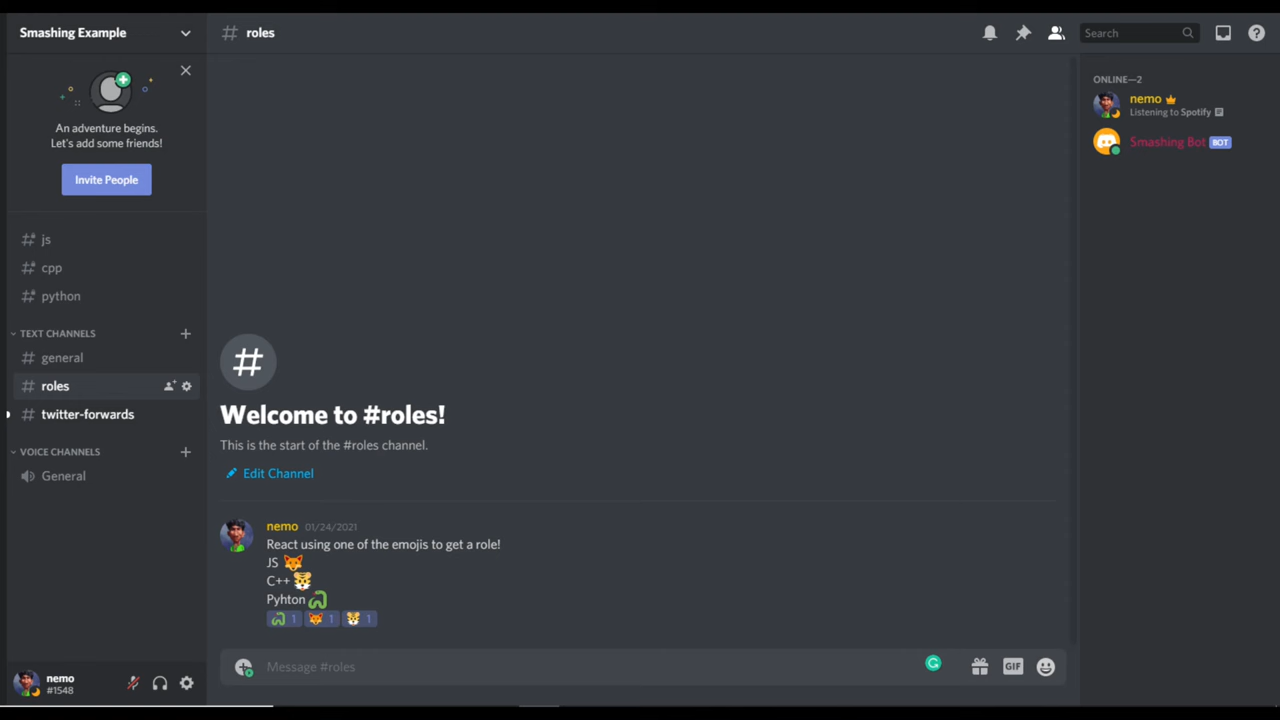 Smashing Example
An adventure begins.
Let's add some friends!
Invite People
js
cpp
python
TEXT CHANNELS
general
roles
twitter-forwards
VOICE CHANNELS
General
nemo
#1548
roles
Search
Welcome to #roles!
This is the start of the #roles channel.
Edit Channel
nemo 01/24/2021
React using one of the emojis to get a role!
JS 🦊
C++ 🐯
Pyhton 🐍
🐍 1 🦊 1 🐯 1
Message #roles
GIF
ONLINE—2
nemo
Listening to Spotify
Smashing Bot BOT